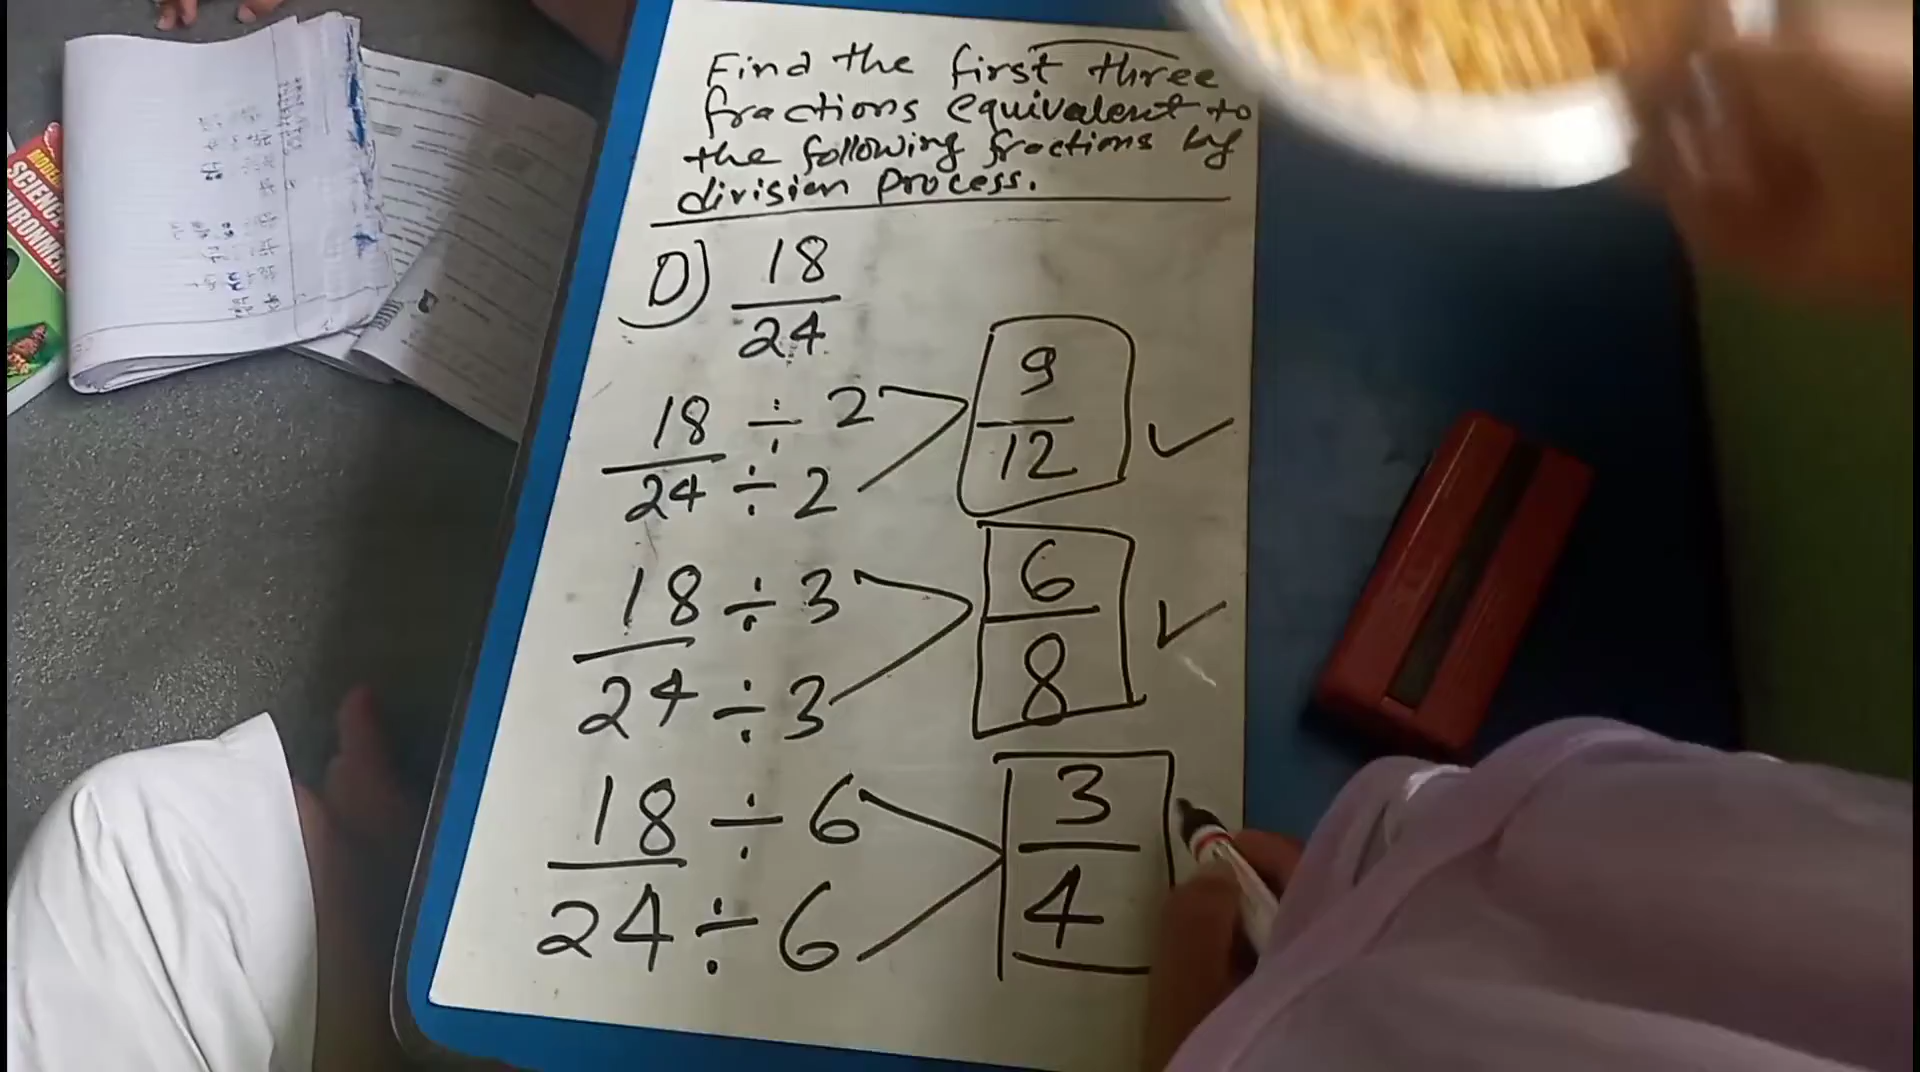 Find the first three
fractions equivalent to
the following fractions by
division process.
D) 18
24
18 ÷ 2
24 ÷ 2
9
12
18 ÷ 3
24 ÷ 3
6
8
18 ÷ 6
24 ÷ 6
3
4
SCIENC